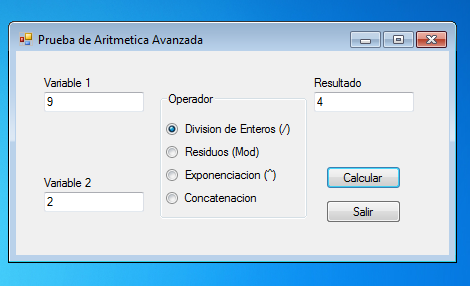 Prueba de Aritmetica Avanzada
Variable 1
9
Variable 2
2
Operador
Division de Enteros (/)
Residuos (Mod)
Exponenciacion (^)
Concatenacion
Resultado
4
Calcular
Salir